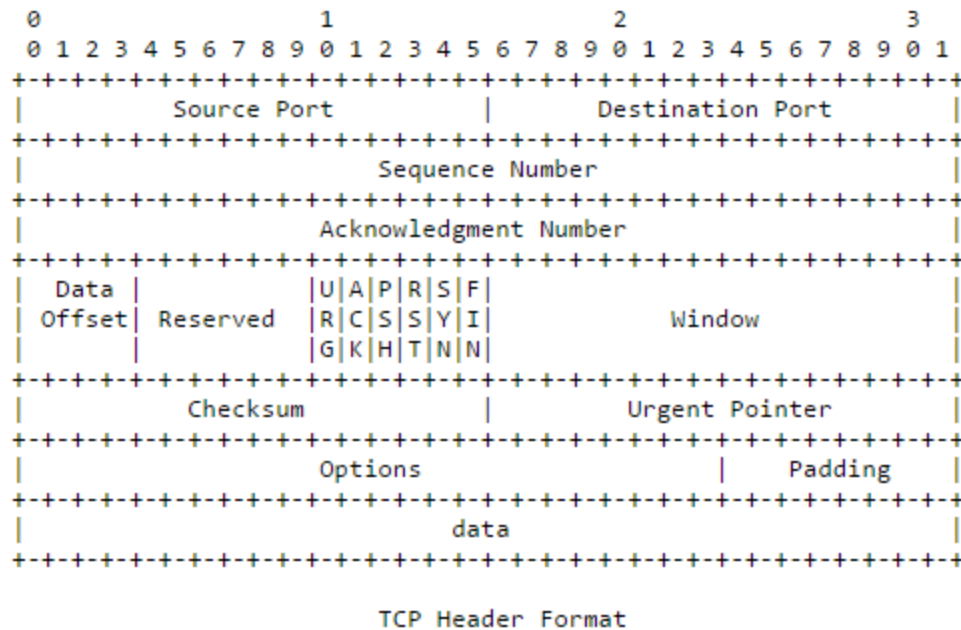 0                   1                   2                   3
 0 1 2 3 4 5 6 7 8 9 0 1 2 3 4 5 6 7 8 9 0 1 2 3 4 5 6 7 8 9 0 1
+-+-+-+-+-+-+-+-+-+-+-+-+-+-+-+-+-+-+-+-+-+-+-+-+-+-+-+-+-+-+-+-+
|          Source Port          |       Destination Port        |
+-+-+-+-+-+-+-+-+-+-+-+-+-+-+-+-+-+-+-+-+-+-+-+-+-+-+-+-+-+-+-+-+
|                        Sequence Number                        |
+-+-+-+-+-+-+-+-+-+-+-+-+-+-+-+-+-+-+-+-+-+-+-+-+-+-+-+-+-+-+-+-+
|                    Acknowledgment Number                      |
+-+-+-+-+-+-+-+-+-+-+-+-+-+-+-+-+-+-+-+-+-+-+-+-+-+-+-+-+-+-+-+-+
|  Data |           |U|A|P|R|S|F|                               |
| Offset| Reserved  |R|C|S|S|Y|I|            Window             |
|       |           |G|K|H|T|N|N|                               |
+-+-+-+-+-+-+-+-+-+-+-+-+-+-+-+-+-+-+-+-+-+-+-+-+-+-+-+-+-+-+-+-+
|           Checksum            |         Urgent Pointer        |
+-+-+-+-+-+-+-+-+-+-+-+-+-+-+-+-+-+-+-+-+-+-+-+-+-+-+-+-+-+-+-+-+
|                    Options                    |    Padding    |
+-+-+-+-+-+-+-+-+-+-+-+-+-+-+-+-+-+-+-+-+-+-+-+-+-+-+-+-+-+-+-+-+
|                             data                              |
+-+-+-+-+-+-+-+-+-+-+-+-+-+-+-+-+-+-+-+-+-+-+-+-+-+-+-+-+-+-+-+-+
                        TCP Header Format